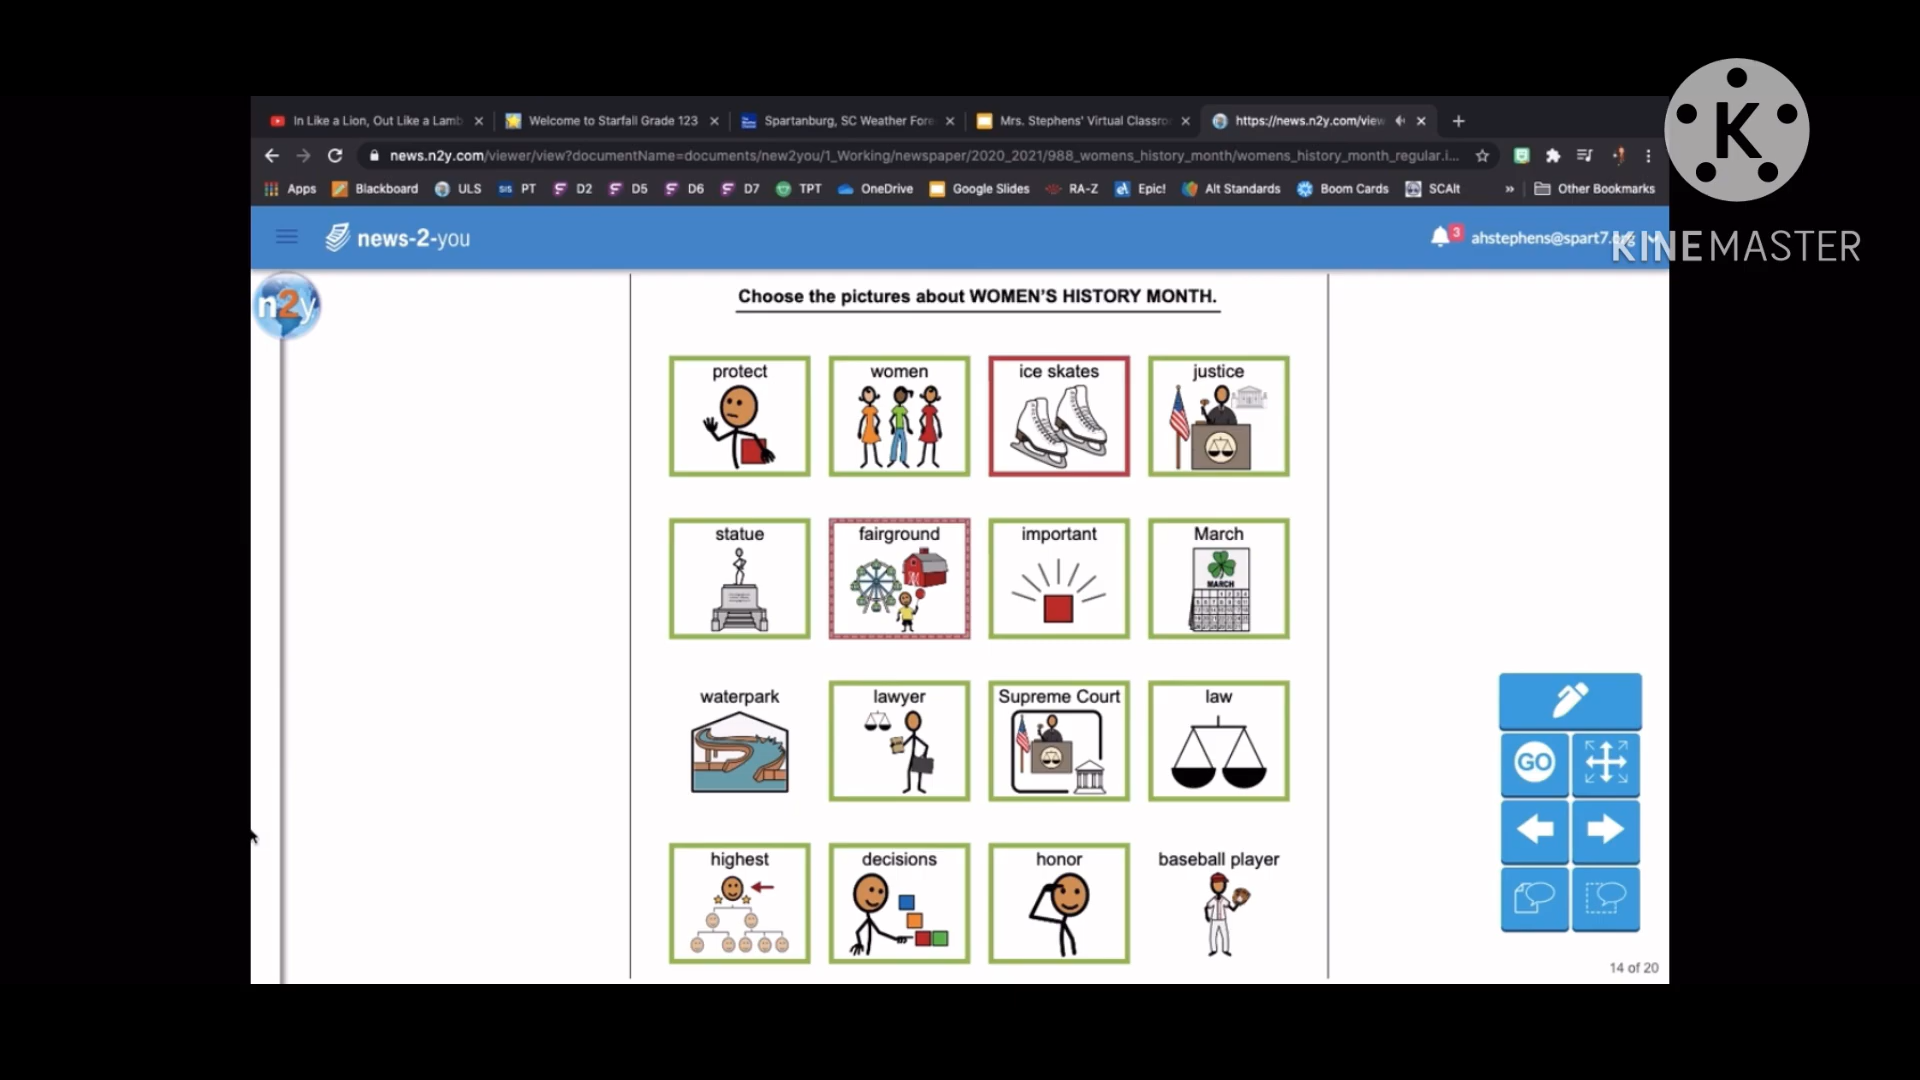 In Like a Lion, Out Like a Lamb
Welcome to Starfall Grade 123
Spartanburg, SC Weather Fore
Mrs. Stephens' Virtual Classro
https://news.n2y.com/view
K
news.n2y.com/viewer/view?documentName=documents/new2you/1_Working/newspaper/2020_2021/988_womens_history_month/womens_history_month_regular.i...
Apps Blackboard ULS SIS PT D2 D5 D6 D7 TPT OneDrive Google Slides RA-Z Epic! Alt Standards Boom Cards SCAlt » Other Bookmarks
news-2-you
3 ahstephens@spart7.org
KINEMASTER
n2y
Choose the pictures about WOMEN'S HISTORY MONTH.
protect women ice skates justice
statue fairground important March
MARCH
waterpark lawyer Supreme Court law
GO
highest decisions honor baseball player
14 of 20